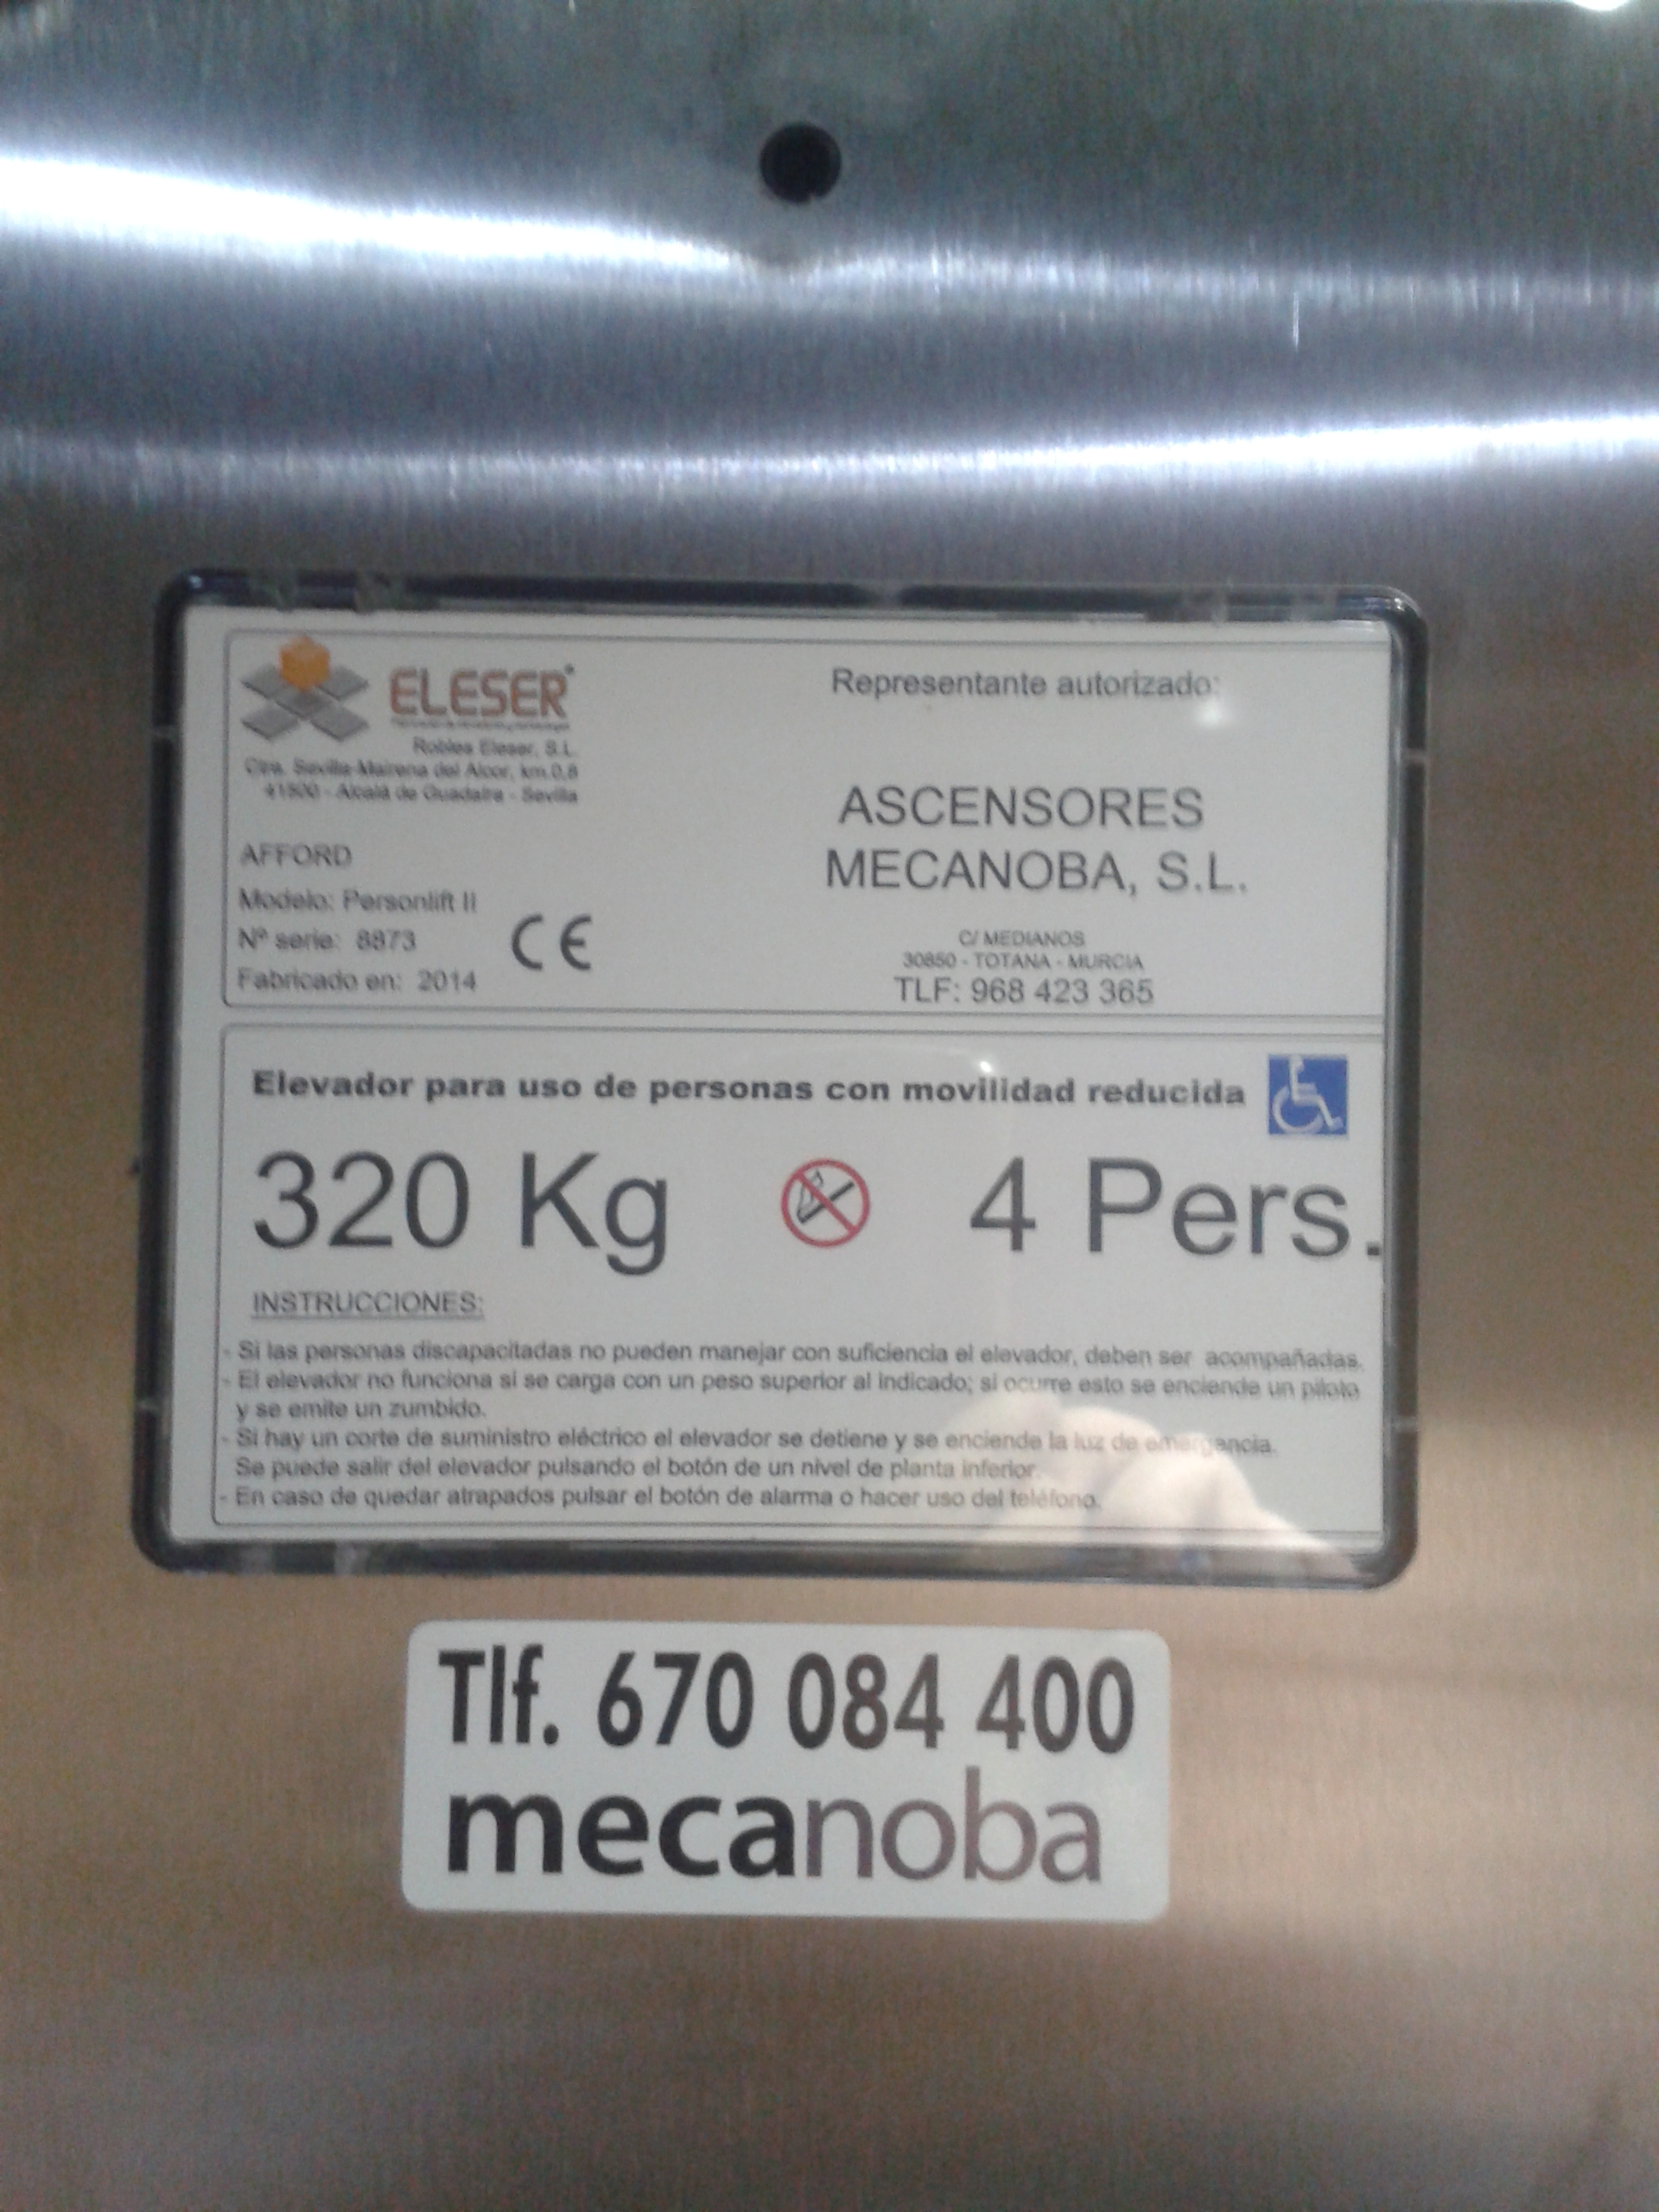 ELESER
Robles Eleser, S.L.
Ctra. Sevilla-Mairena del Alcor, km.0,8
41500 - Alcalá de Guadaíra - Sevilla
AFFORD
Modelo: Personlift II
Nº serie: 8873
Fabricado en: 2014
CE
Representante autorizado:
ASCENSORES
MECANOBA, S.L.
C/ MEDIANOS
30850 - TOTANA - MURCIA
TLF: 968 423 365
Elevador para uso de personas con movilidad reducida
320 Kg 4 Pers.
INSTRUCCIONES:
- Si las personas discapacitadas no pueden manejar con suficiencia el elevador, deben ser acompañadas.
- El elevador no funciona si se carga con un peso superior al indicado; si ocurre esto se enciende un piloto
y se emite un zumbido.
- Si hay un corte de suministro eléctrico el elevador se detiene y se enciende la luz de emergencia.
Se puede salir del elevador pulsando el botón de un nivel de planta inferior.
- En caso de quedar atrapados pulsar el botón de alarma o hacer uso del teléfono.
Tlf. 670 084 400
mecanoba